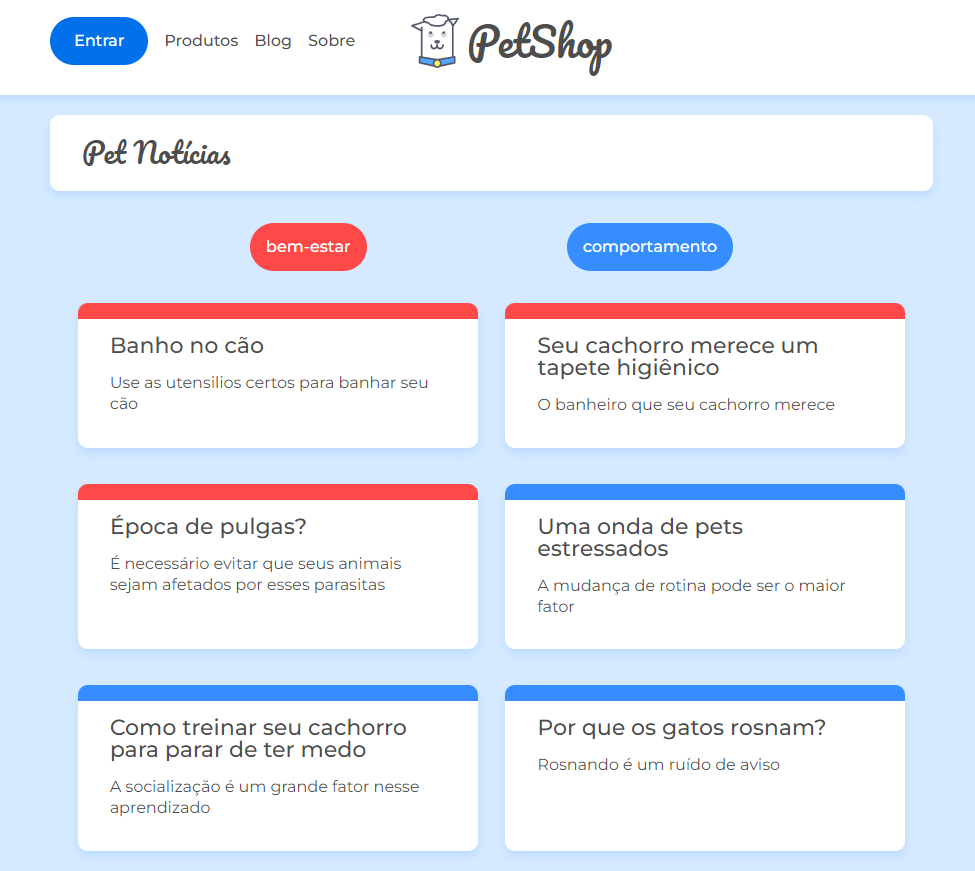 Entrar Produtos Blog Sobre PetShop
Pet Notícias
bem-estar comportamento
Banho no cão
Use as utensilios certos para banhar seu
cão
Seu cachorro merece um
tapete higiênico
O banheiro que seu cachorro merece
Época de pulgas?
É necessário evitar que seus animais
sejam afetados por esses parasitas
Uma onda de pets
estressados
A mudança de rotina pode ser o maior
fator
Como treinar seu cachorro
para parar de ter medo
A socialização é um grande fator nesse
aprendizado
Por que os gatos rosnam?
Rosnando é um ruído de aviso